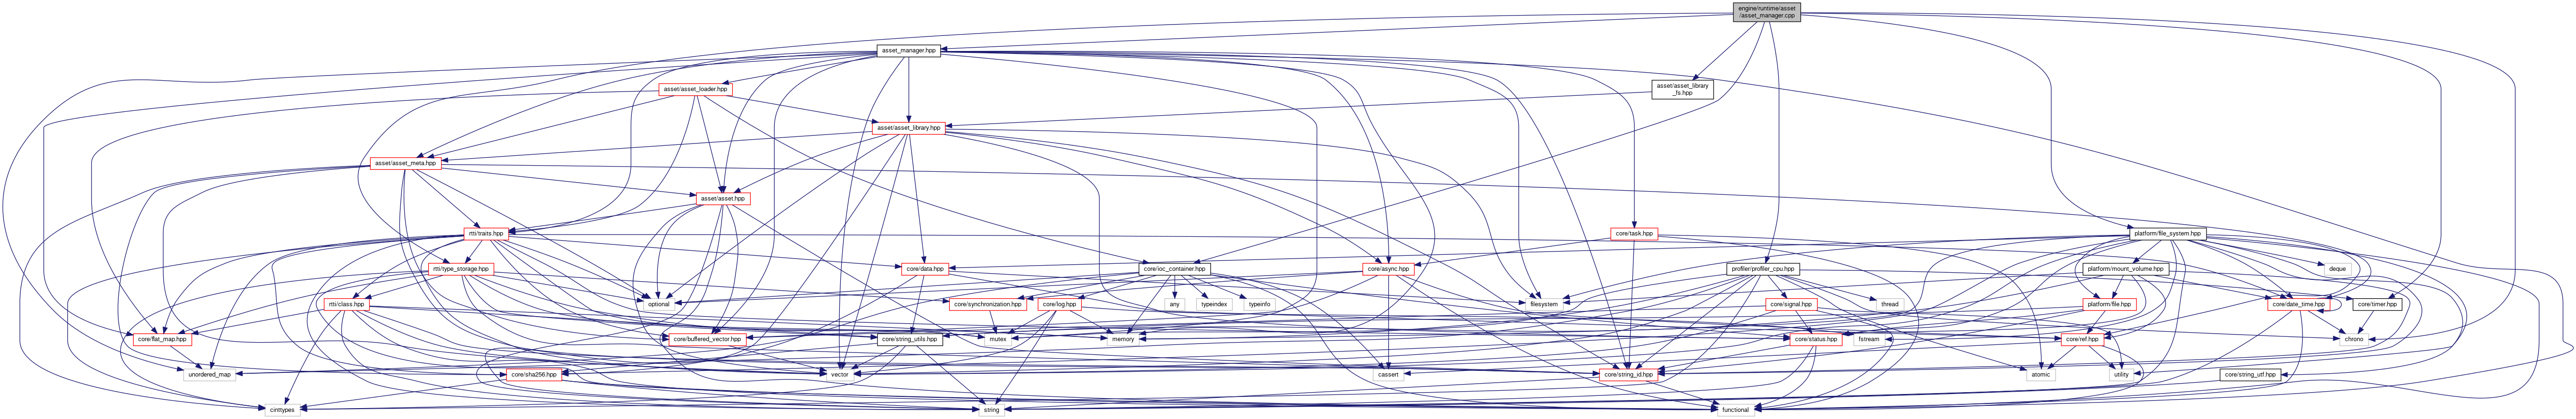 engine/runtime/asset
/asset_manager.cpp
asset_manager.hpp
asset/asset_loader.hpp
asset/asset_library
_fs.hpp
asset/asset_library.hpp
asset/asset_meta.hpp
asset/asset.hpp
rtti/traits.hpp
core/task.hpp
platform/file_system.hpp
rtti/type_storage.hpp
core/data.hpp
core/ioc_container.hpp
core/async.hpp
profiler/profiler_cpu.hpp
platform/mount_volume.hpp
deque
rtti/class.hpp
optional
core/synchronization.hpp
core/log.hpp
any
typeindex
typeinfo
filesystem
core/signal.hpp
thread
platform/file.hpp
core/date_time.hpp
core/timer.hpp
core/flat_map.hpp
core/buffered_vector.hpp
core/string_utils.hpp
mutex
memory
core/status.hpp
fstream
core/ref.hpp
chrono
unordered_map
core/sha256.hpp
vector
cassert
core/string_id.hpp
atomic
utility
core/string_utf.hpp
cinttypes
string
functional